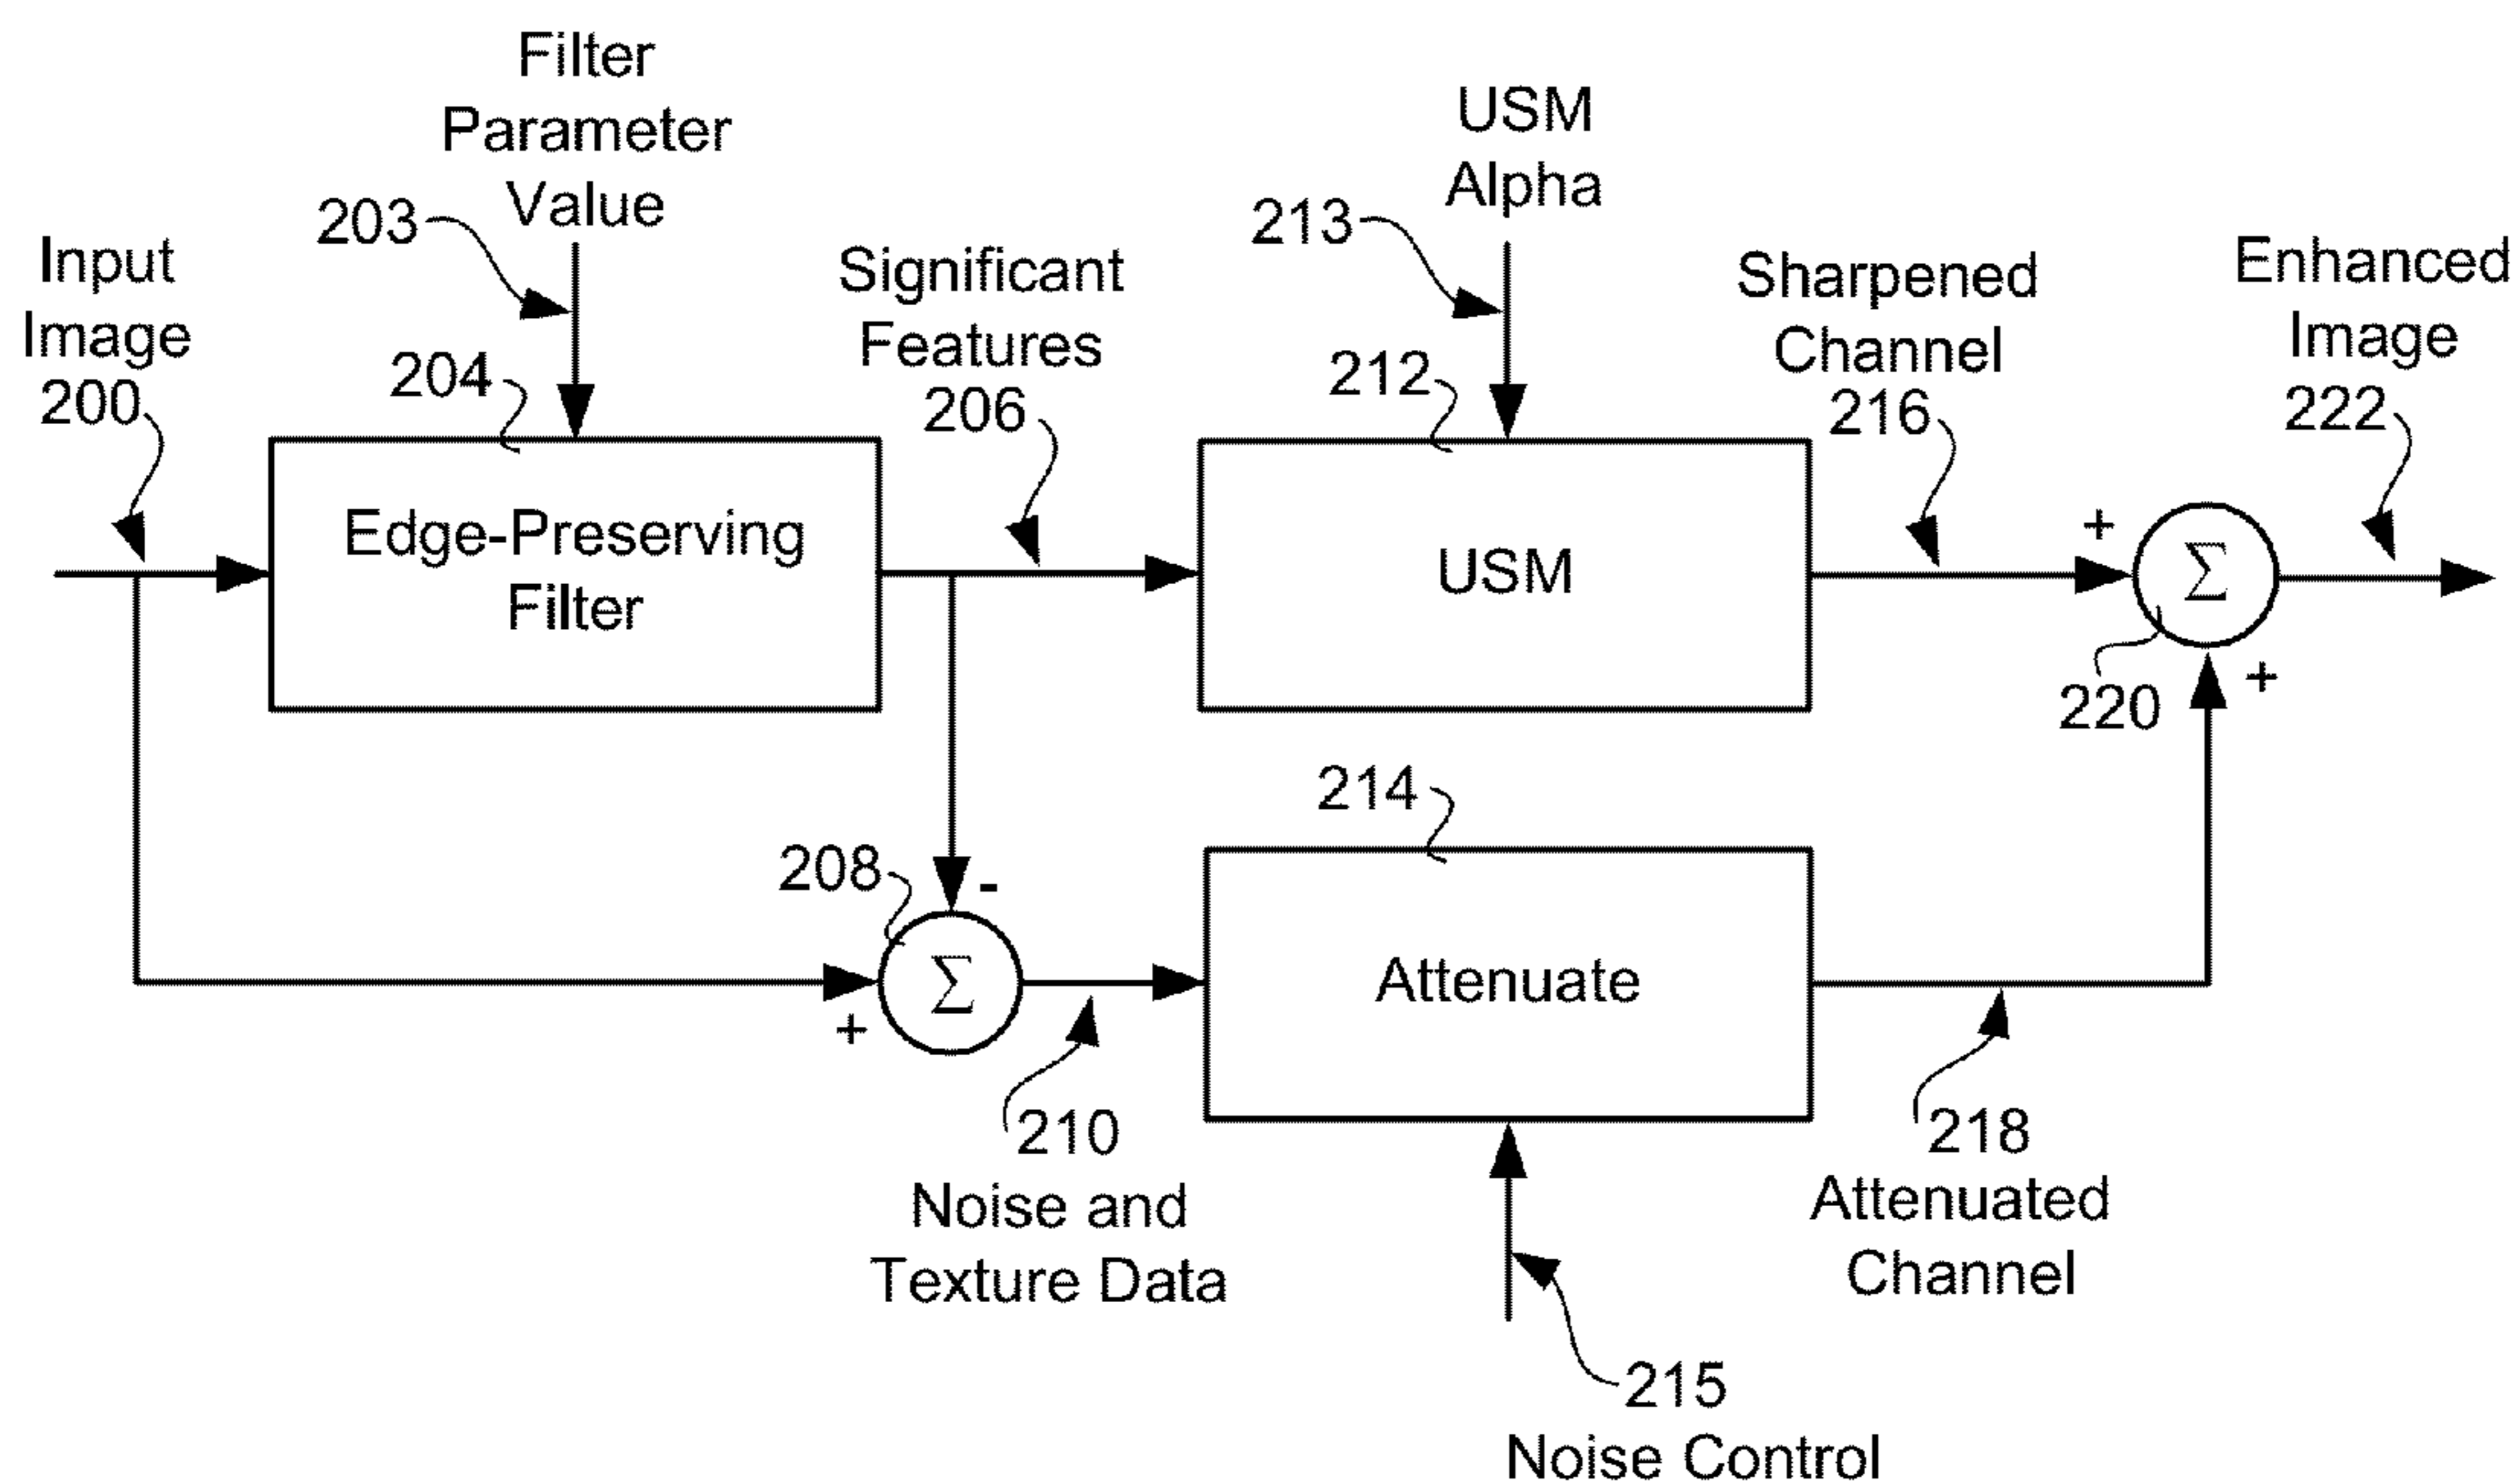 Filter
Parameter
Value
203
USM
Alpha
213
Input
Image
200
204
Significant
Features
206
212
Sharpened
Channel
216
Enhanced
Image
222
Edge-Preserving
Filter
USM
+
Σ
+
220
214
208
-
Σ
+
Attenuate
210
Noise and
Texture Data
218
Attenuated
Channel
215
Noise Control